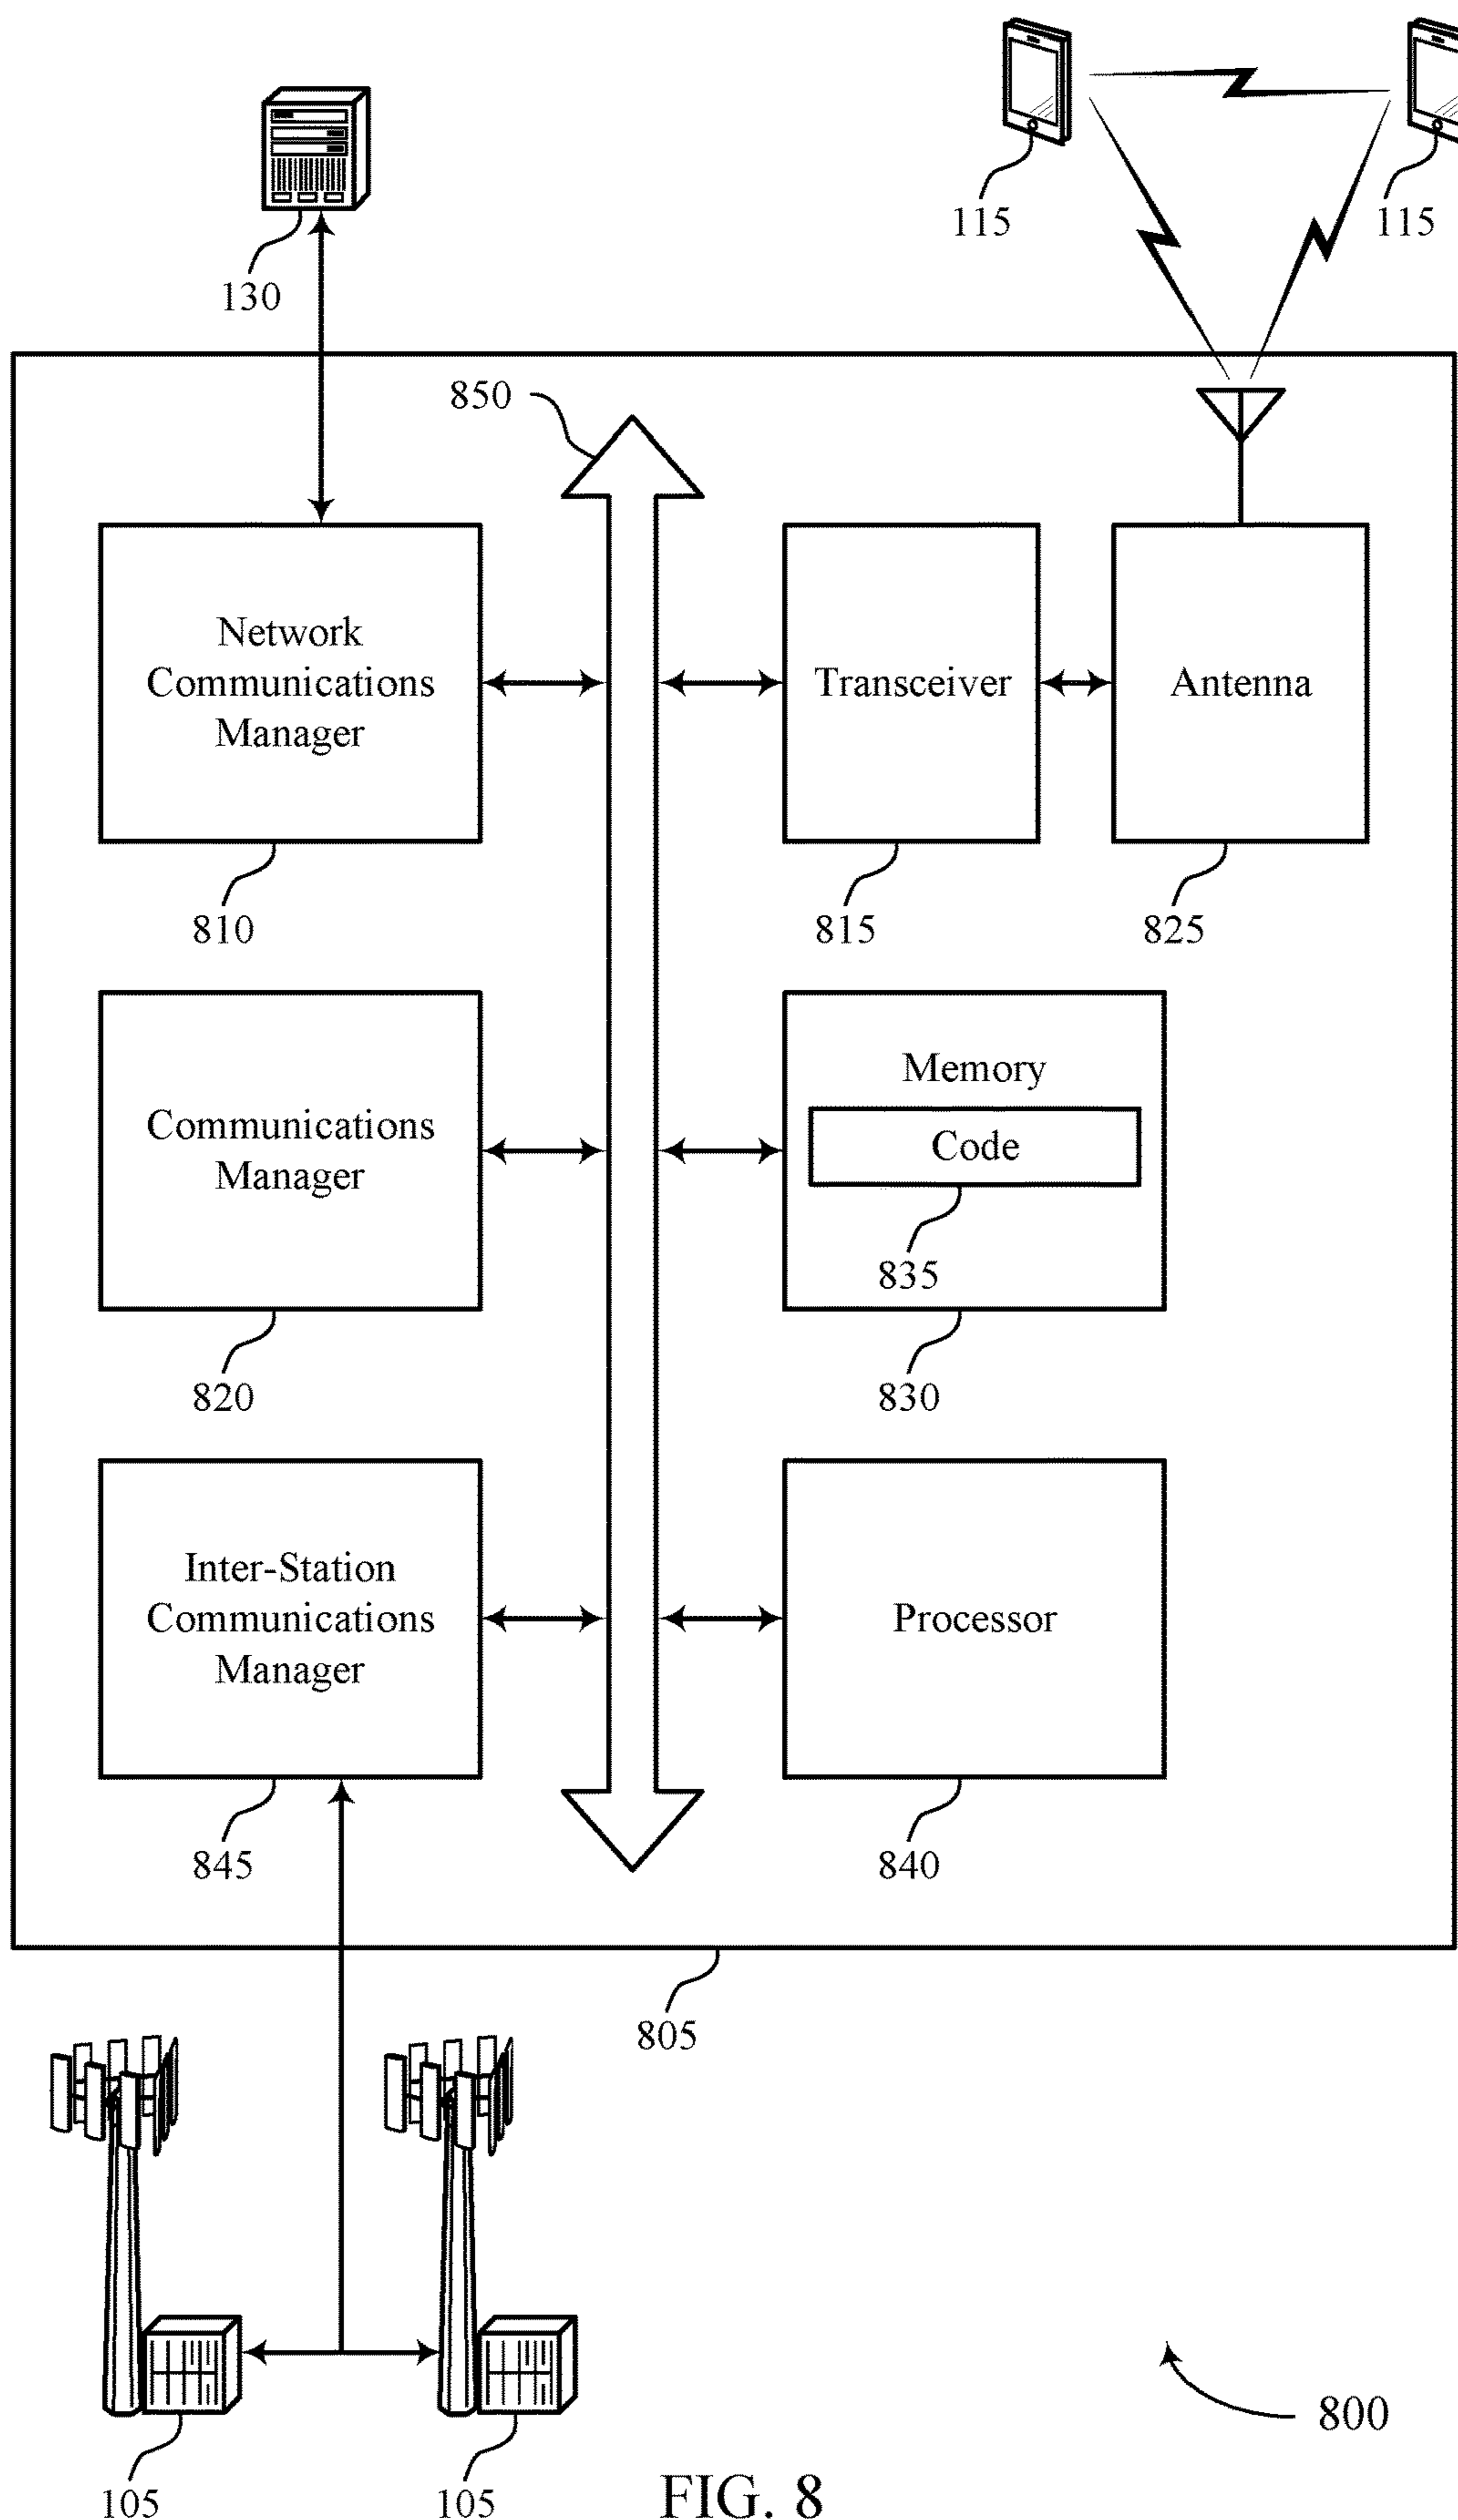 115
115
130
850
Network
Communications
Manager
Transceiver
Antenna
810
815
825
Communications
Manager
Memory
Code
835
820
830
Inter-Station
Communications
Manager
Processor
845
840
805
800
105
105
FIG. 8